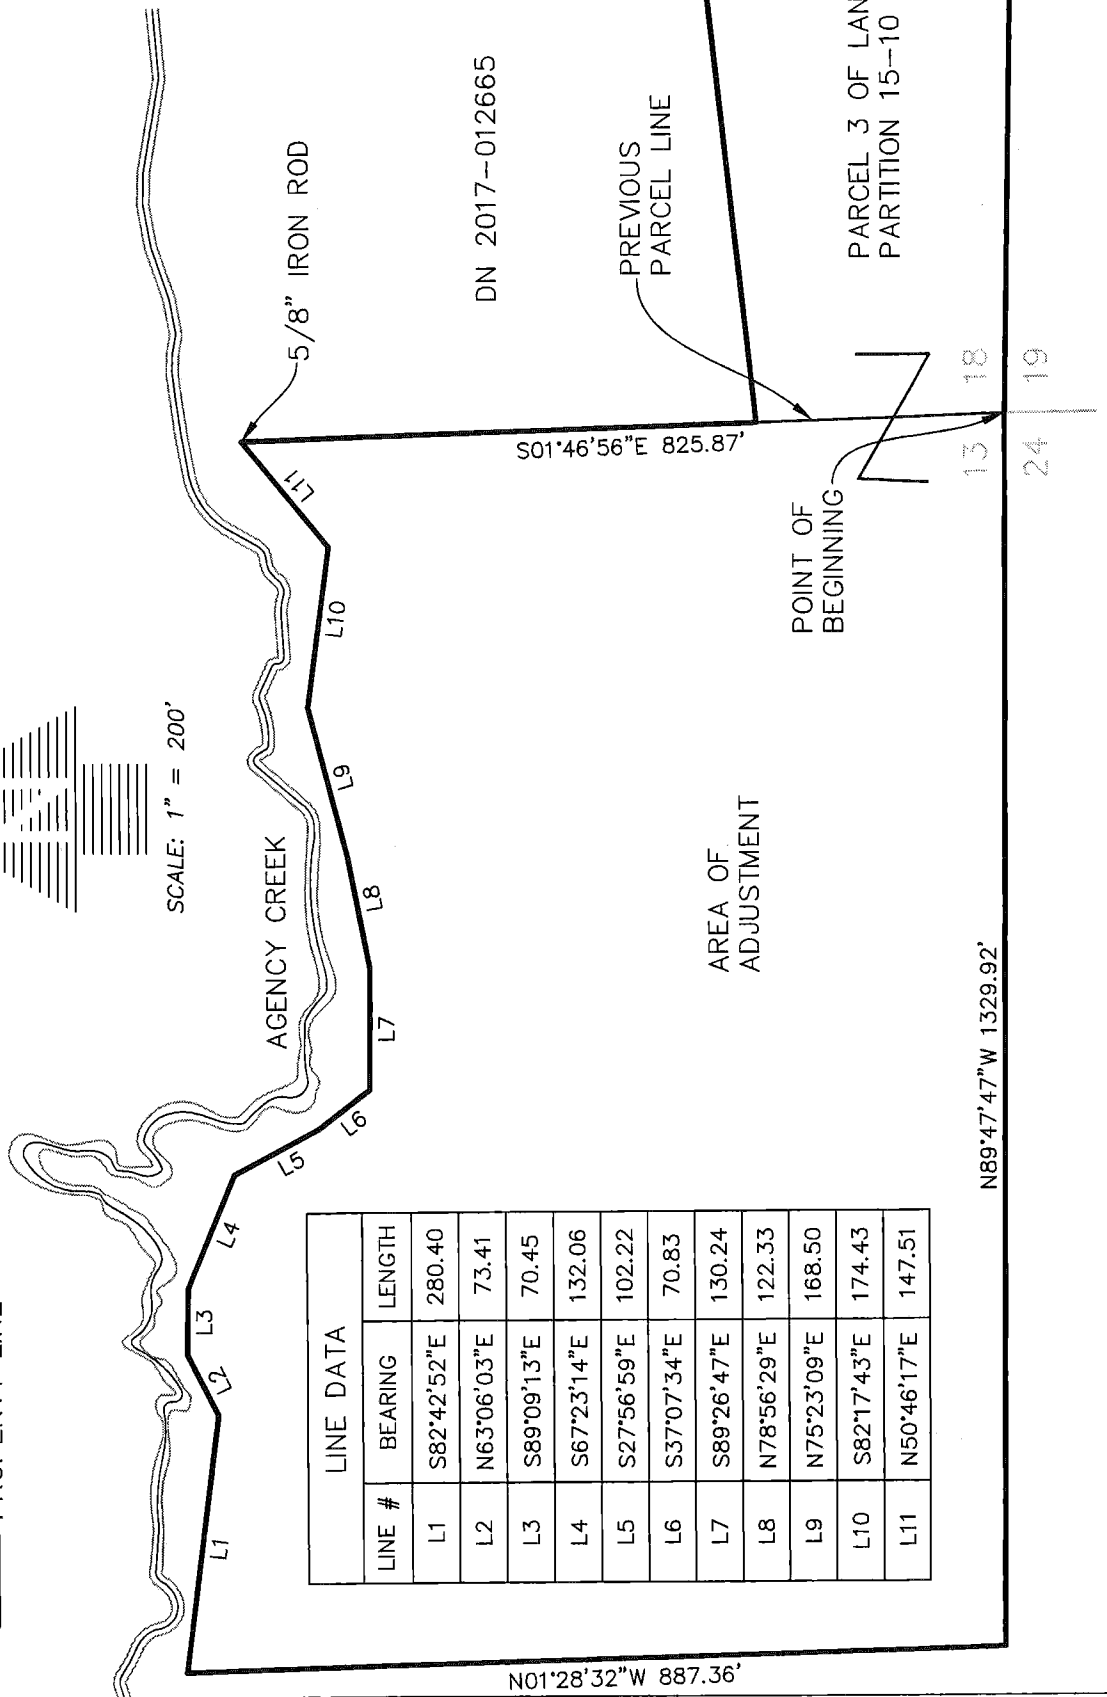 PROPERTY LINE
SCALE: 1" = 200'
AGENCY CREEK
5/8" IRON ROD
DN 2017-012665
PREVIOUS
PARCEL LINE
PARCEL 3 OF LAN
PARTITION 15-10
L1
L2
L3
L4
L5
L6
L7
L8
L9
L10
L11
S01°46'56"E 825.87'
POINT OF
BEGINNING
13 18
24 19
AREA OF
ADJUSTMENT
N89°47'47"W 1329.92'
N01°28'32"W 887.36'
LINE DATA
LINE # BEARING LENGTH
L1 S82°42'52"E 280.40
L2 N63°06'03"E 73.41
L3 S89°09'13"E 70.45
L4 S67°23'14"E 132.06
L5 S27°56'59"E 102.22
L6 S37°07'34"E 70.83
L7 S89°26'47"E 130.24
L8 N78°56'29"E 122.33
L9 N75°23'09"E 168.50
L10 S82°17'43"E 174.43
L11 N50°46'17"E 147.51